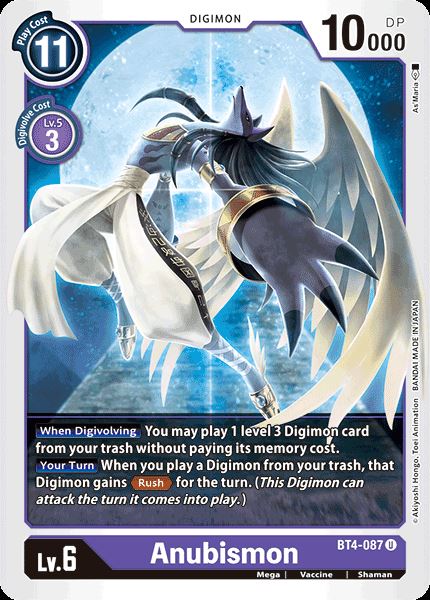 Play Cost
11
DIGIMON
10000
DP
Digivolve Cost
Lv.5
3
As'Maria
When Digivolving You may play 1 level 3 Digimon card
from your trash without paying its memory cost.
Your Turn When you play a Digimon from your trash, that
Digimon gains Rush for the turn. (This Digimon can
attack the turn it comes into play.)
©Akiyoshi Hongo, Toei Animation BANDAI MADE IN JAPAN
BT4-087 U
Lv.6
Anubismon
Mega | Vaccine | Shaman